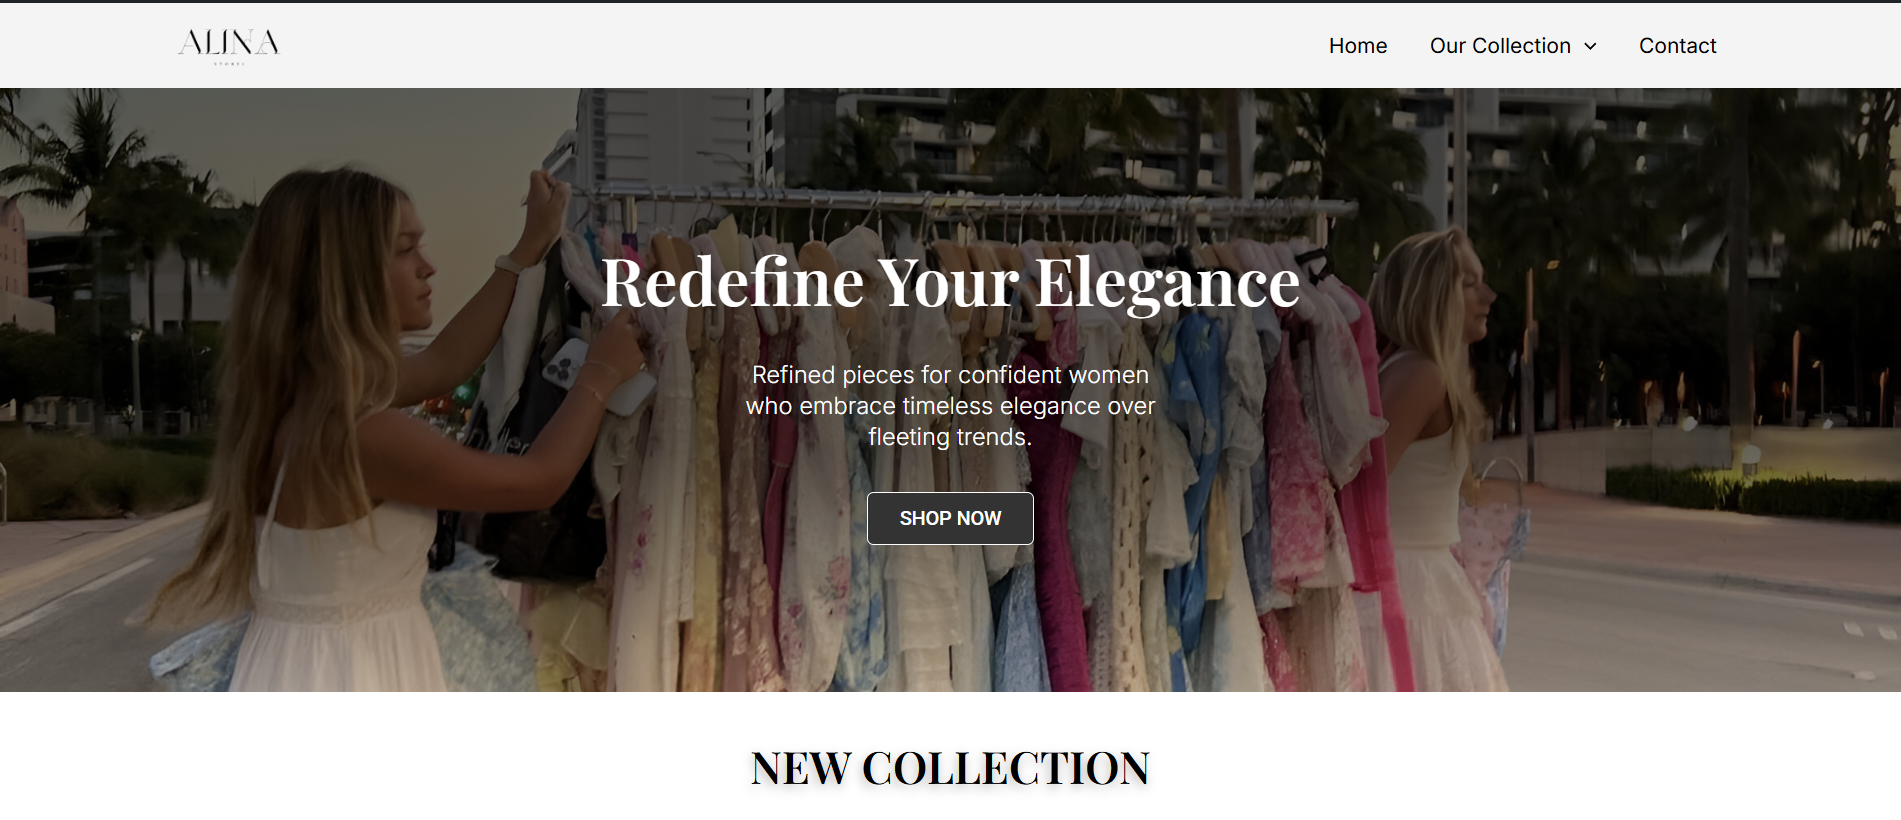 ALINA
STORES
Home
Our Collection
Contact
Redefine Your Elegance
Refined pieces for confident women
who embrace timeless elegance over
fleeting trends.
SHOP NOW
NEW COLLECTION